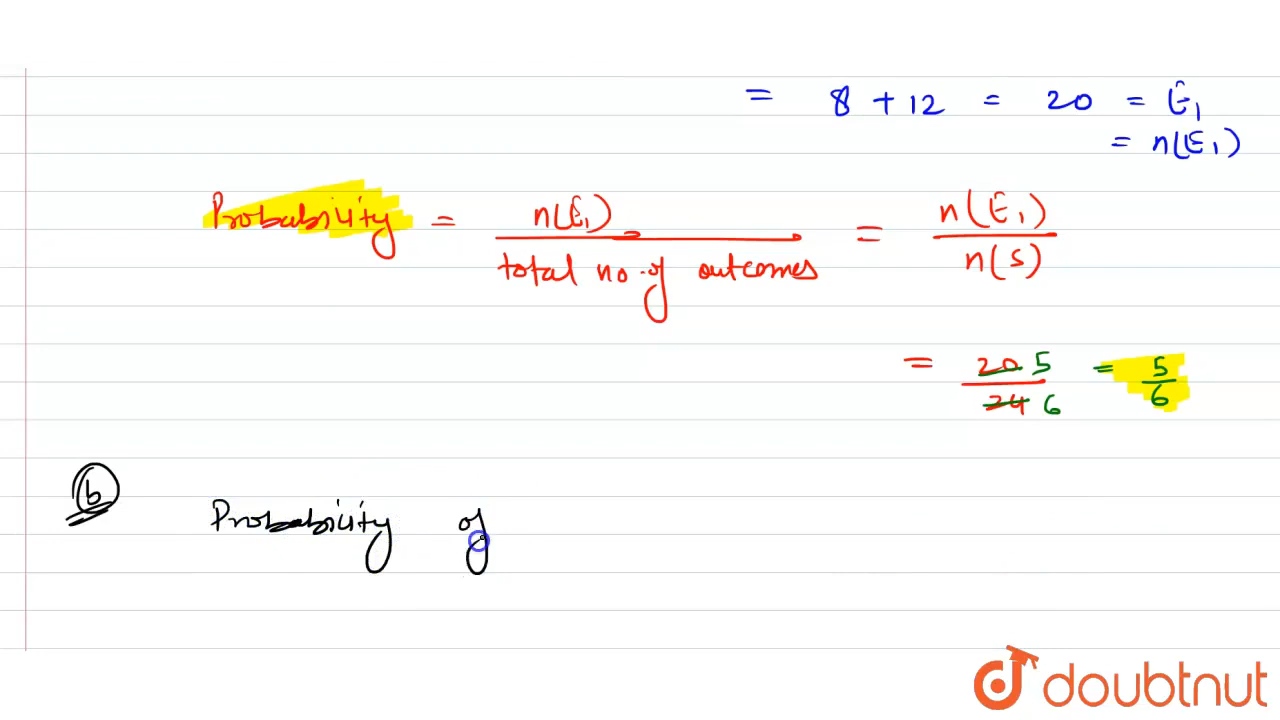 = 8 + 12 = 20 = E₁
= n(E₁)
Probability = n(E₁) / total no. of outcomes = n(E₁) / n(S)
= 20 5 / 24 6 = 5/6
(b) Probability of
doubtnut